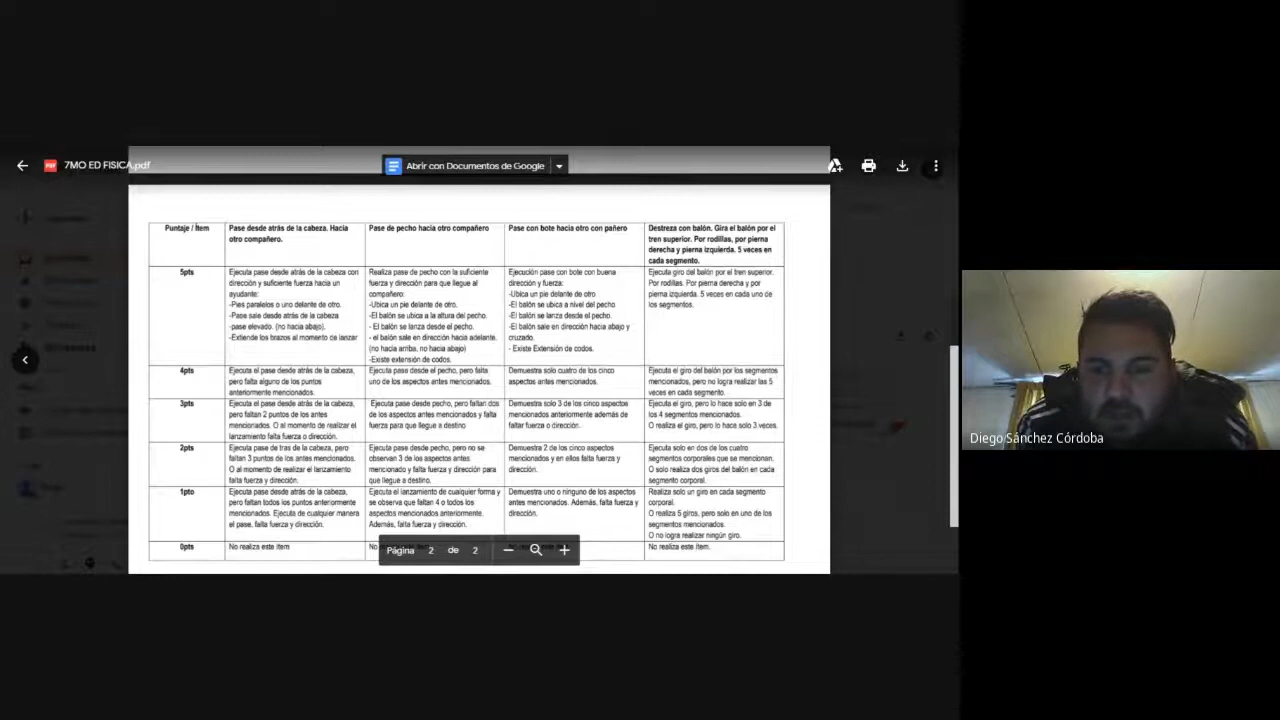 7MO ED FISICA.pdf
Abrir con Documentos de Google
Puntaje / Ítem
Pase desde atrás de la cabeza. Hacia
otro compañero.
Pase de pecho hacia otro compañero
Pase con bote hacia otro con pañero
Destreza con balón. Gira el balón por el
tren superior. Por rodillas, por pierna
derecha y pierna izquierda. 5 veces en
cada segmento.
5pts
Ejecuta pase desde atrás de la cabeza con
dirección y suficiente fuerza hacia un
ayudante:
-Pies paralelos o uno delante de otro.
-Pase sale desde atrás de la cabeza
-pase elevado. (no hacia abajo).
-Extiende los brazos al momento de lanzar
Realiza pase de pecho con la suficiente
fuerza y dirección para que llegue al
compañero:
-Ubica un pie delante de otro.
-El balón se ubica a la altura del pecho.
- El balón se lanza desde el pecho.
- el balón sale en dirección hacia adelante.
(no hacia arriba, no hacia abajo)
-Existe extensión de codos.
Ejecución pase con bote con buena
dirección y fuerza:
-Ubica un pie delante de otro
-El balón se ubica a nivel del pecho
-El balón se lanza desde el pecho.
-El balón sale en dirección hacia abajo y
cruzado.
- Existe Extensión de codos.
Ejecuta giro del balón por el tren superior.
Por rodillas. Por pierna derecha y por
pierna izquierda. 5 veces en cada uno de
los segmentos.
4pts
Ejecuta el pase desde atrás de la cabeza,
pero falta alguno de los puntos
anteriormente mencionados.
Ejecuta pase desde el pecho, pero falta
uno de los aspectos antes mencionados.
Demuestra solo cuatro de los cinco
aspectos antes mencionados.
Ejecuta el giro del balón por los segmentos
mencionados, pero no logra realizar las 5
veces en cada segmento.
3pts
Ejecuta el pase desde atrás de la cabeza,
pero faltan 2 puntos de los antes
mencionados. O al momento de realizar el
lanzamiento falta fuerza o dirección.
Ejecuta pase desde pecho, pero faltan dos
de los aspectos antes mencionados y falta
fuerza para que llegue a destino
Demuestra solo 3 de los cinco aspectos
mencionados anteriormente además de
faltar fuerza o dirección.
Ejecuta el giro, pero lo hace solo en 3 de
los 4 segmentos mencionados.
O realiza el giro, pero lo hace solo 3 veces.
2pts
Ejecuta pase de tras de la cabeza, pero
faltan 3 puntos de los antes mencionados.
O al momento de realizar el lanzamiento
falta fuerza y dirección.
Ejecuta pase desde pecho, pero no se
observan 3 de los aspectos antes
mencionado y falta fuerza y dirección para
que llegue a destino.
Demuestra 2 de los cinco aspectos
mencionados y en ellos falta fuerza y
dirección.
Ejecuta solo en dos de los cuatro
segmentos corporales que se mencionan.
O solo realiza dos giros del balón en cada
segmento corporal.
1pto
Ejecuta pase desde atrás de la cabeza,
pero faltan todos los puntos anteriormente
mencionados. Ejecuta de cualquier manera
el pase, falta fuerza y dirección.
Ejecuta el lanzamiento de cualquier forma y
se observa que faltan 4 o todos los
aspectos mencionados anteriormente.
Además, falta fuerza y dirección.
Demuestra uno o ninguno de los aspectos
antes mencionados. Además, falta fuerza y
dirección.
Realiza solo un giro en cada segmento
corporal.
O realiza 5 giros, pero solo en uno de los
segmentos mencionados.
O no logra realizar ningún giro.
0pts
No realiza este ítem
No
No realiza este ítem.
Página 2 de 2
Diego Sánchez Córdoba